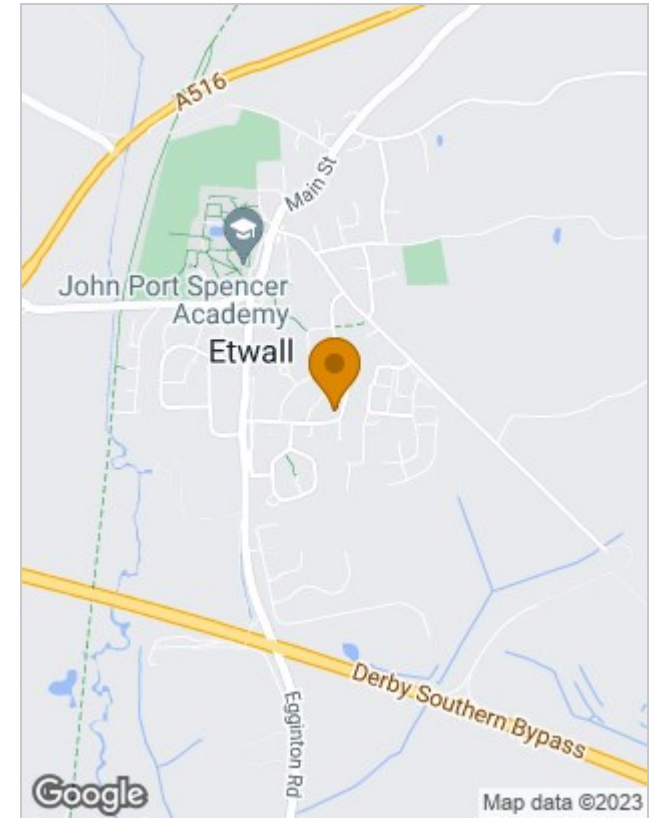 A516
Main St
John Port Spencer
Academy
Etwall
Derby Southern Bypass
Egginton Rd
Google
Map data ©2023